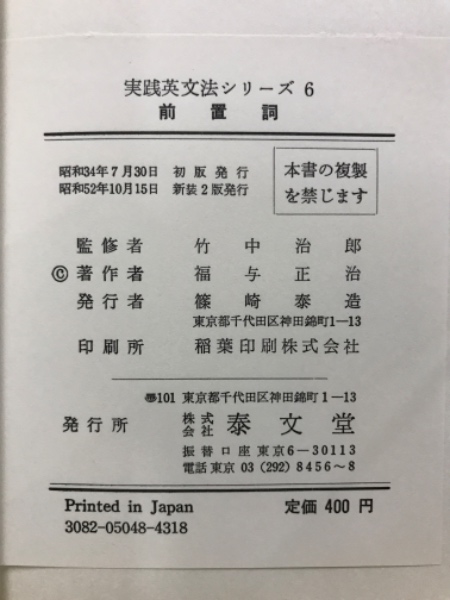 実践英文法シリーズ 6
前置詞
昭和34年7月30日 初版発行
昭和52年10月15日 新装2版発行
本書の複製
を禁じます
監修者 竹中治郎
©著作者 福与正治
発行者 篠崎泰造
東京都千代田区神田錦町1―13
印刷所 稲葉印刷株式会社
〠101 東京都千代田区神田錦町1―13
発行所 株式会社 泰文堂
振替口座東京6―30113
電話東京 03 (292) 8456～8
Printed in Japan 定価 400 円
3082-05048-4318